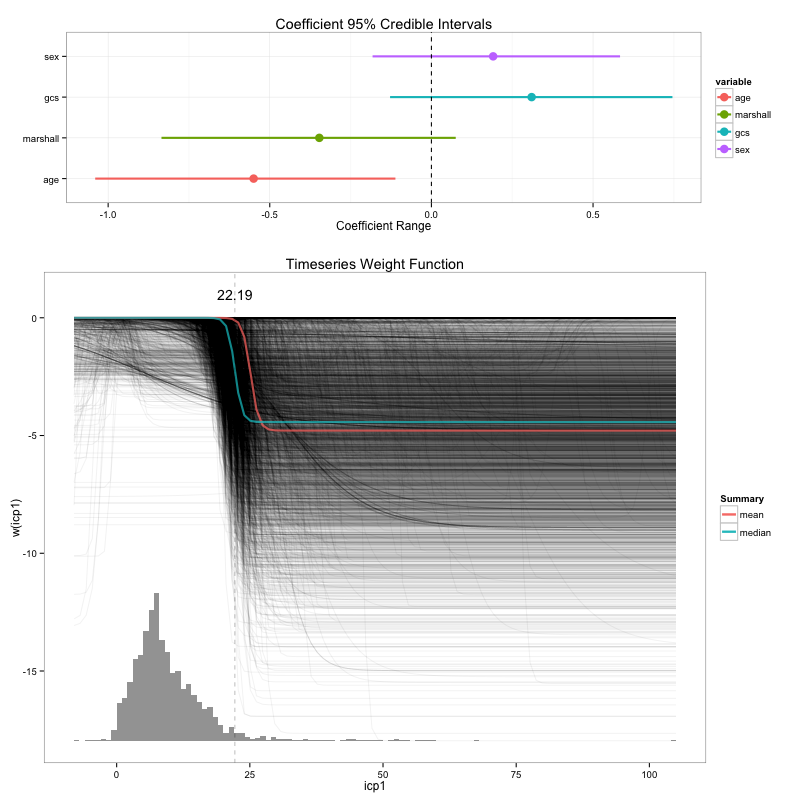 Coefficient 95% Credible Intervals
sex
gcs
marshall
age
-1.0 -0.5 0.0 0.5
Coefficient Range
variable
age
marshall
gcs
sex
Timeseries Weight Function
22.19
0
-5
-10
-15
w(icp1)
0 25 50 75 100
icp1
Summary
mean
median